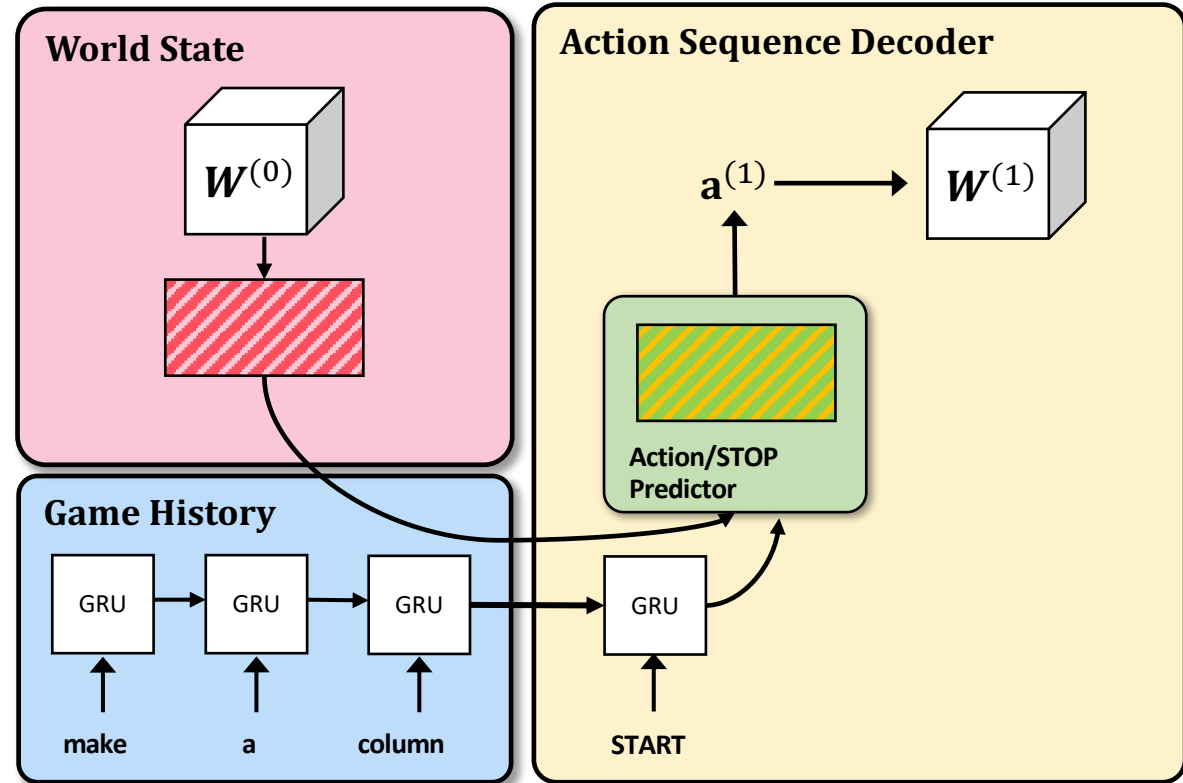 World State
W^(0)
Game History
GRU
GRU
GRU
make
a
column
Action Sequence Decoder
a^(1)
W^(1)
Action/STOP
Predictor
GRU
START